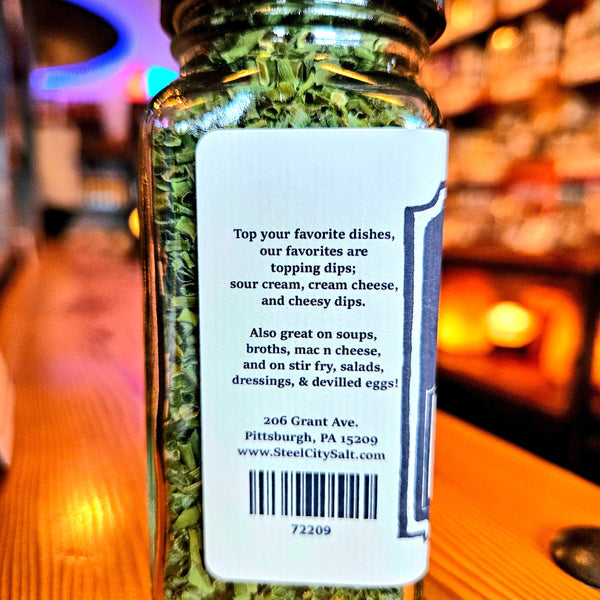 Top your favorite dishes,
our favorites are
topping dips;
sour cream, cream cheese,
and cheesy dips.
Also great on soups,
broths, mac n cheese,
and on stir fry, salads,
dressings, & devilled eggs!
206 Grant Ave.
Pittsburgh, PA 15209
www.SteelCitySalt.com
72209